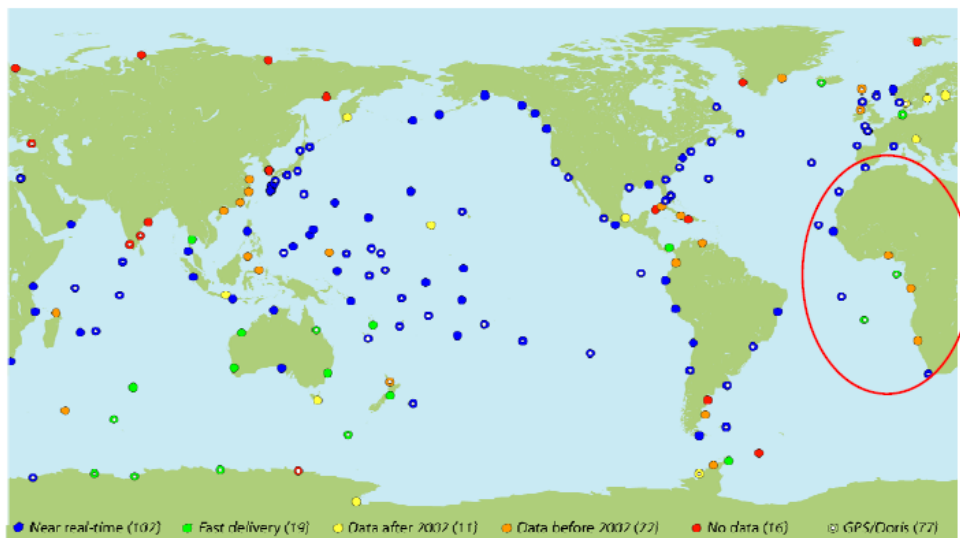 Near real-time (102) Fast delivery (19) Data after 2002 (11) Data before 2002 (22) No data (16) GPS/Doris (77)